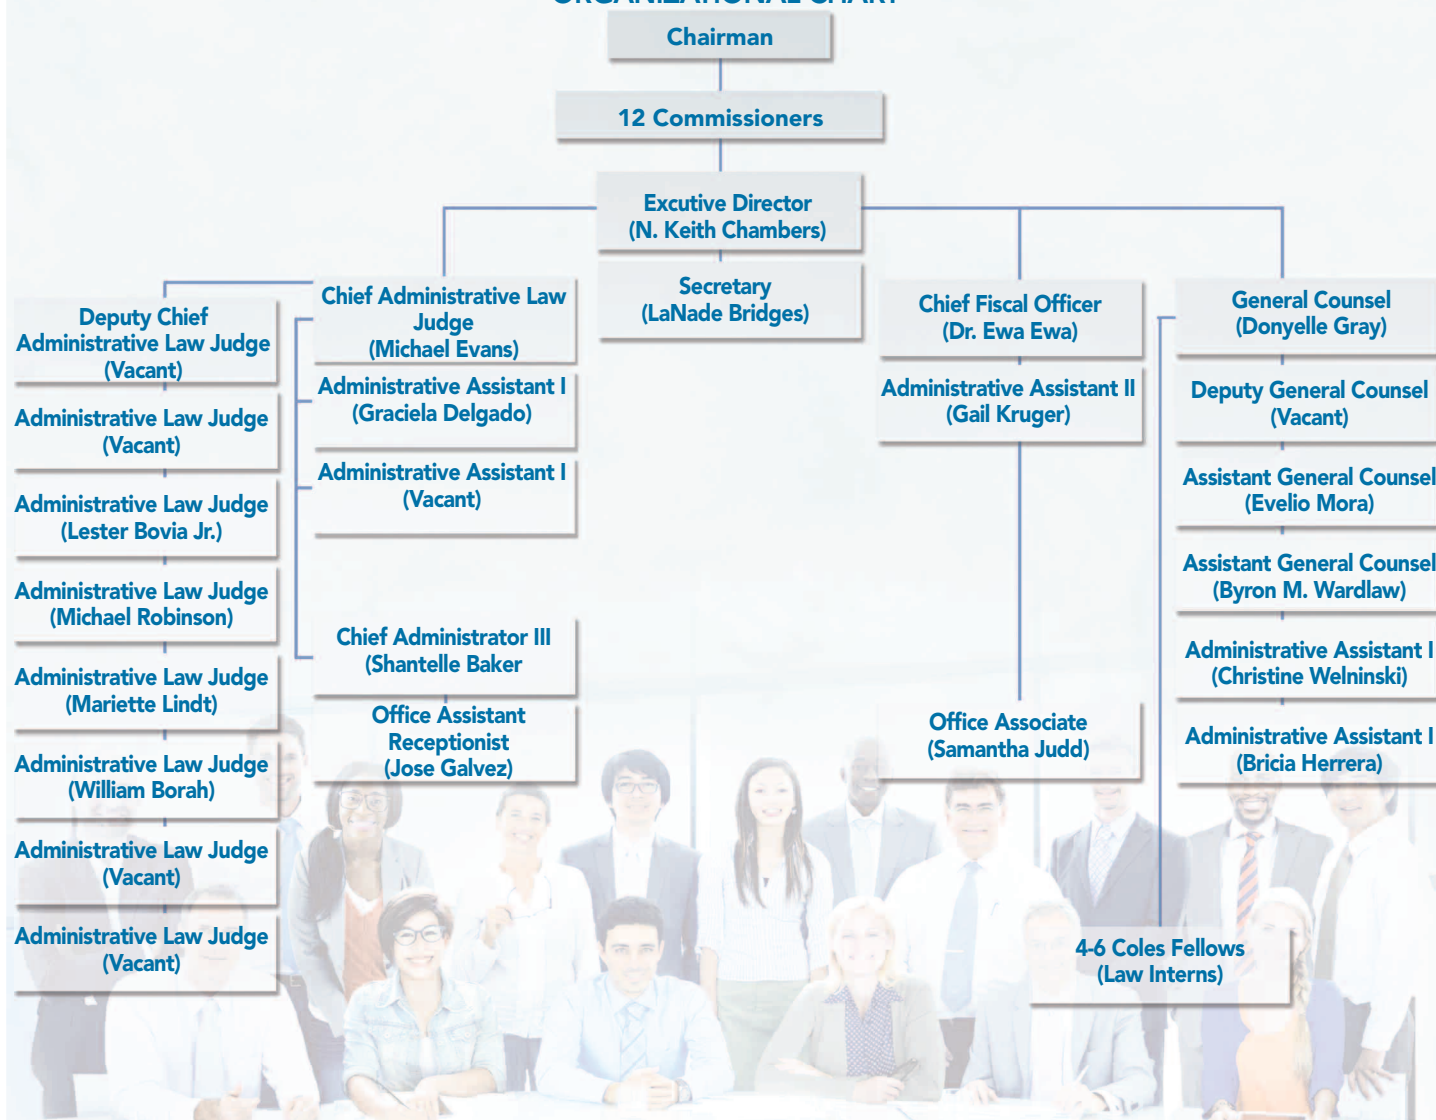 ORGANIZATIONAL CHART
Chairman
12 Commissioners
Excutive Director
(N. Keith Chambers)
Secretary
(LaNade Bridges)
Deputy Chief
Administrative Law Judge
(Vacant)
Administrative Law Judge
(Vacant)
Administrative Law Judge
(Lester Bovia Jr.)
Administrative Law Judge
(Michael Robinson)
Administrative Law Judge
(Mariette Lindt)
Administrative Law Judge
(William Borah)
Administrative Law Judge
(Vacant)
Administrative Law Judge
(Vacant)
Chief Administrative Law
Judge
(Michael Evans)
Administrative Assistant I
(Graciela Delgado)
Administrative Assistant I
(Vacant)
Chief Administrator III
(Shantelle Baker
Office Assistant
Receptionist
(Jose Galvez)
Chief Fiscal Officer
(Dr. Ewa Ewa)
Administrative Assistant II
(Gail Kruger)
Office Associate
(Samantha Judd)
General Counsel
(Donyelle Gray)
Deputy General Counsel
(Vacant)
Assistant General Counsel
(Evelio Mora)
Assistant General Counsel
(Byron M. Wardlaw)
Administrative Assistant I
(Christine Welninski)
Administrative Assistant I
(Bricia Herrera)
4-6 Coles Fellows
(Law Interns)